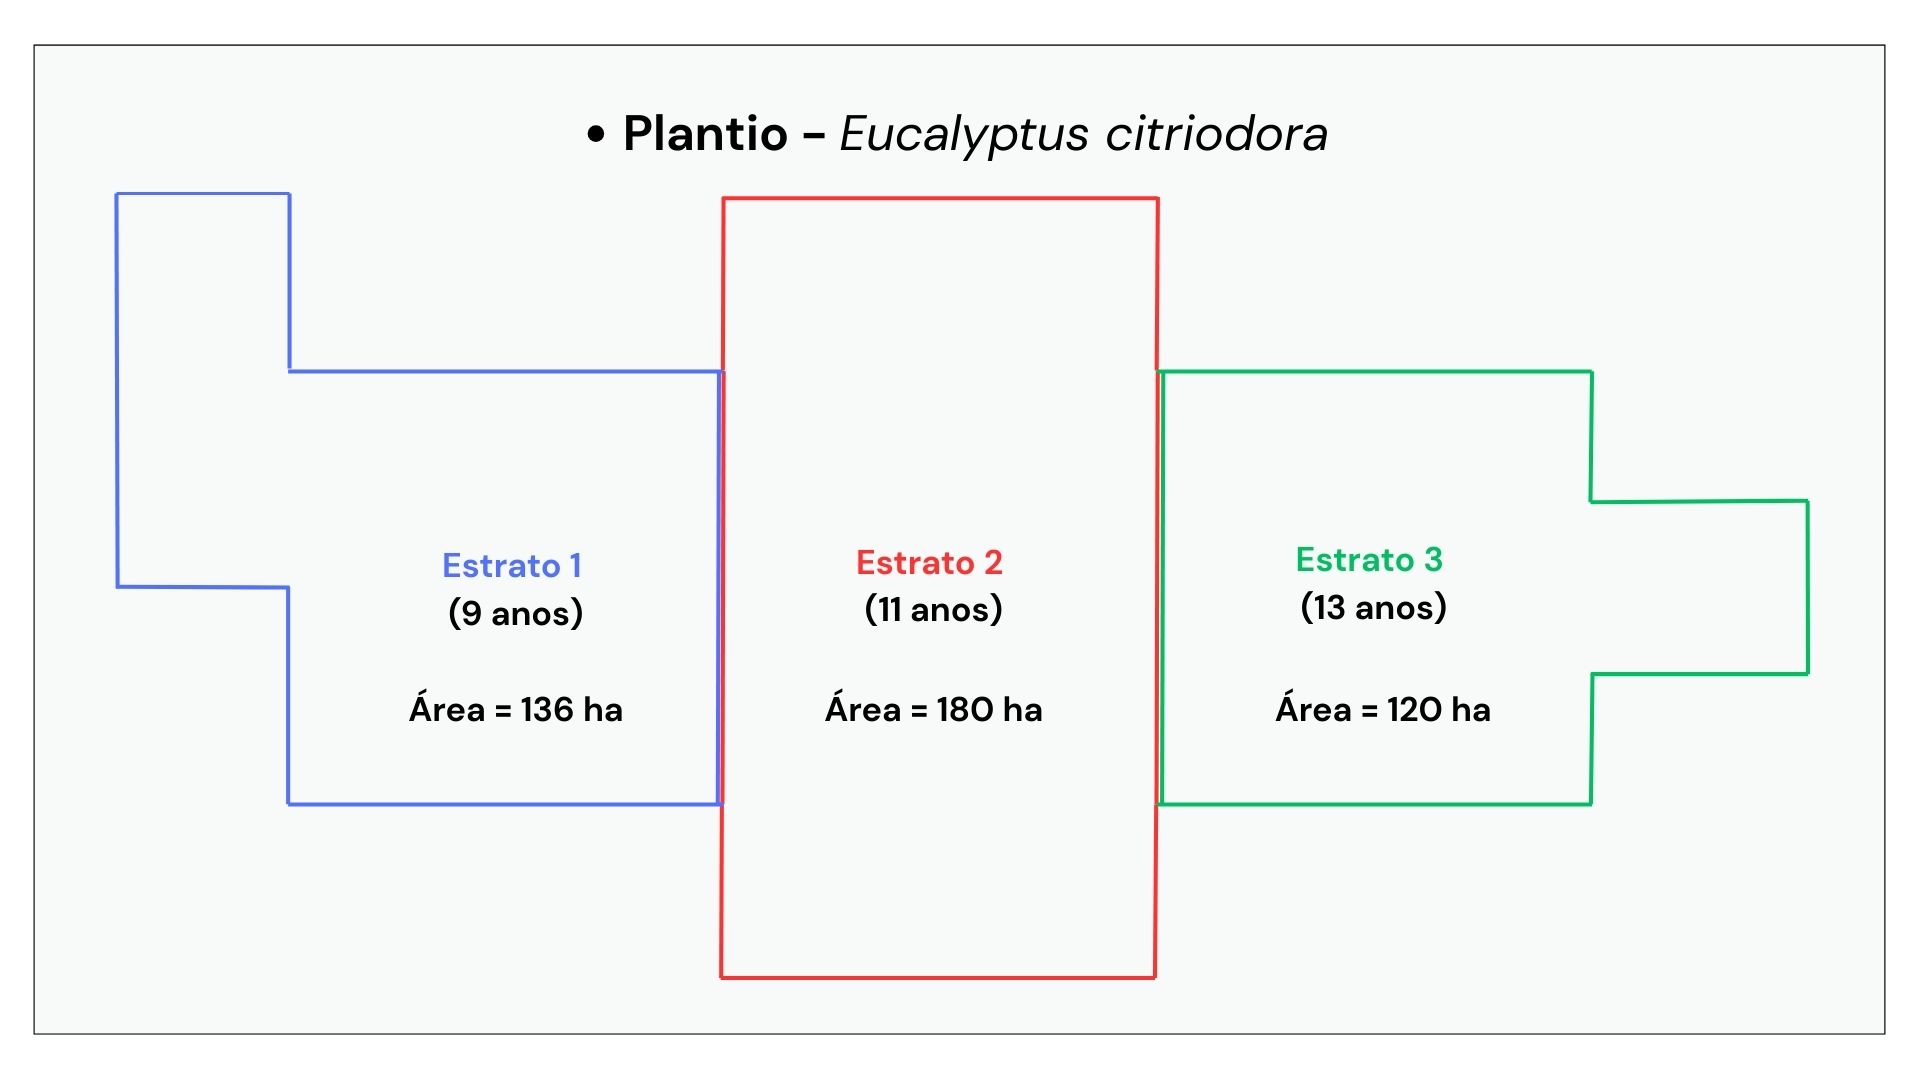 • Plantio – Eucalyptus citriodora
Estrato 1
(9 anos)
Área = 136 ha
Estrato 2
(11 anos)
Área = 180 ha
Estrato 3
(13 anos)
Área = 120 ha